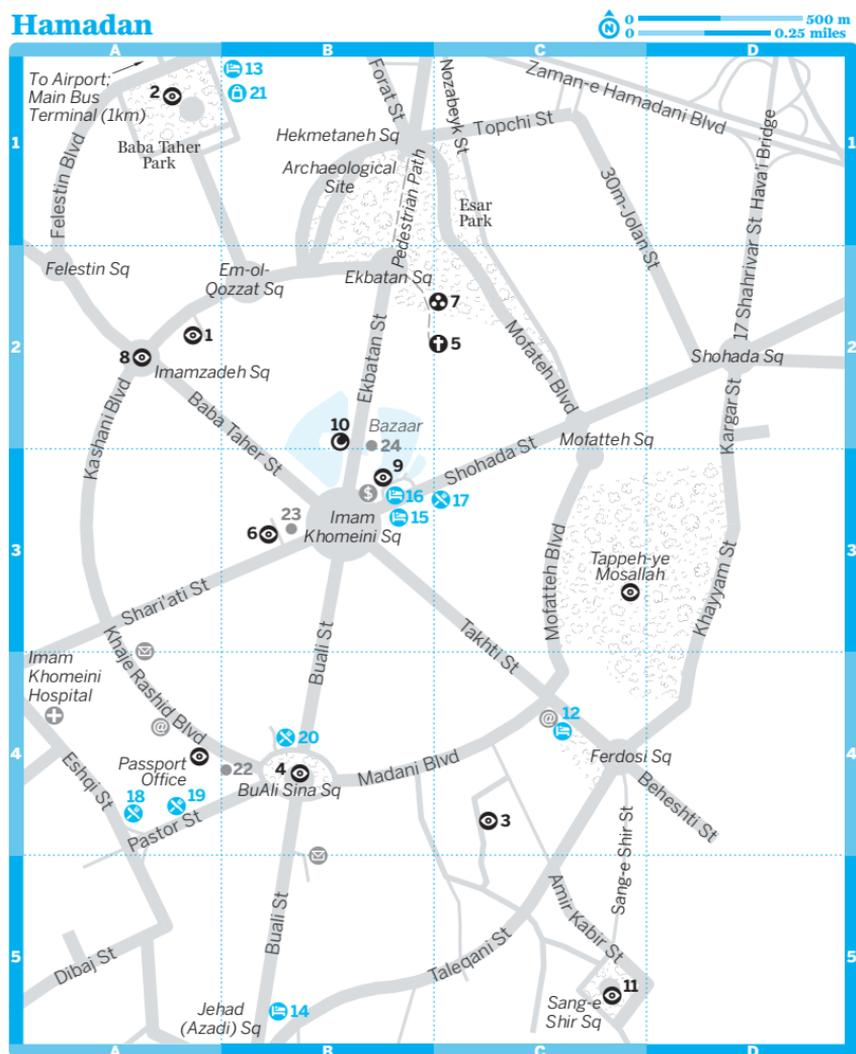 Hamadan
N
0 500 m
0 0.25 miles
A B C D
To Airport;
Main Bus
Terminal (1km)
2
13
21
Baba Taher
Park
Forat St
Nozabeyk St
Zaman-e Hamadani Blvd
Hekmetaneh Sq
Topchi St
1
1
Archaeological
Site
Pedestrian Path
Esar
Park
Felestin Blvd
30m-Jolan St
17 Shahrivar St Hava'i Bridge
Felestin Sq
Em-ol-
Qozzat Sq
Ekbatan Sq
7
1
5
8
Imamzadeh Sq
Ekbatan St
Mofateh Blvd
Shohada Sq
2
2
Kashani Blvd
Baba Taher St
10
Bazaar
24
Mofatteh Sq
Kargar St
9
Shohada St
$
16
17
15
23
6
Imam
Khomeini Sq
3
3
Tappeh-ye
Mosallah
Mofatteh Blvd
Khayyam St
Shari'ati St
Buali St
Takhti St
Imam
Khomeini
Hospital
Khaje Rashid Blvd
@
@
12
20
4
4
Passport
Office
22
4
BuAli Sina Sq
Madani Blvd
Ferdosi Sq
Eshqi St
18
19
Pastor St
3
Beheshti St
Sang-e Shir St
Buali St
Amir Kabir St
Taleqani St
5
5
Dibaj St
11
Sang-e
Shir Sq
Jehad
(Azadi) Sq
14
A B C D